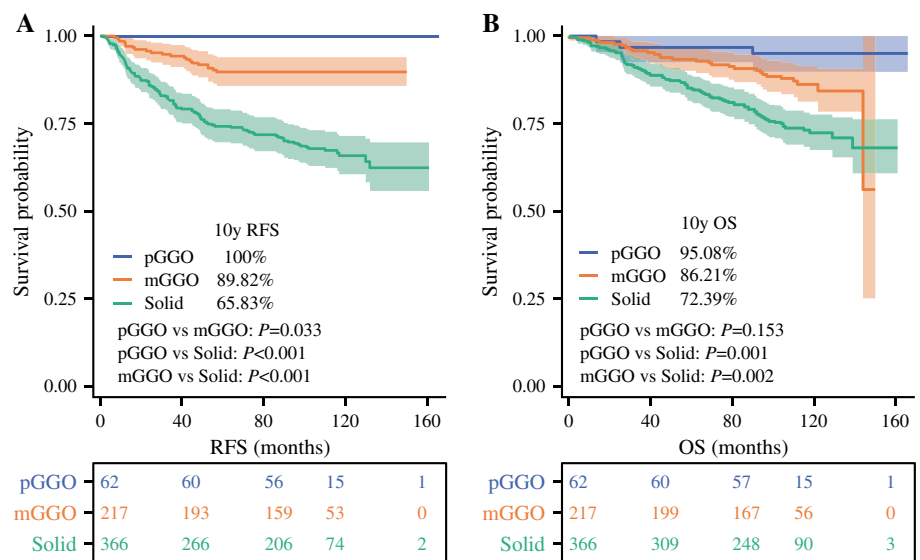 A
Survival probability
1.00
0.75
0.50
0.25
0.00
10y RFS
pGGO 100%
mGGO 89.82%
Solid 65.83%
pGGO vs mGGO: P=0.033
pGGO vs Solid: P<0.001
mGGO vs Solid: P<0.001
0 40 80 120 160
RFS (months)
pGGO 62 60 56 15 1
mGGO 217 193 159 53 0
Solid 366 266 206 74 2
B
Survival probability
1.00
0.75
0.50
0.25
0.00
10y OS
pGGO 95.08%
mGGO 86.21%
Solid 72.39%
pGGO vs mGGO: P=0.153
pGGO vs Solid: P=0.001
mGGO vs Solid: P=0.002
0 40 80 120 160
OS (months)
pGGO 62 60 57 15 1
mGGO 217 199 167 56 0
Solid 366 309 248 90 3